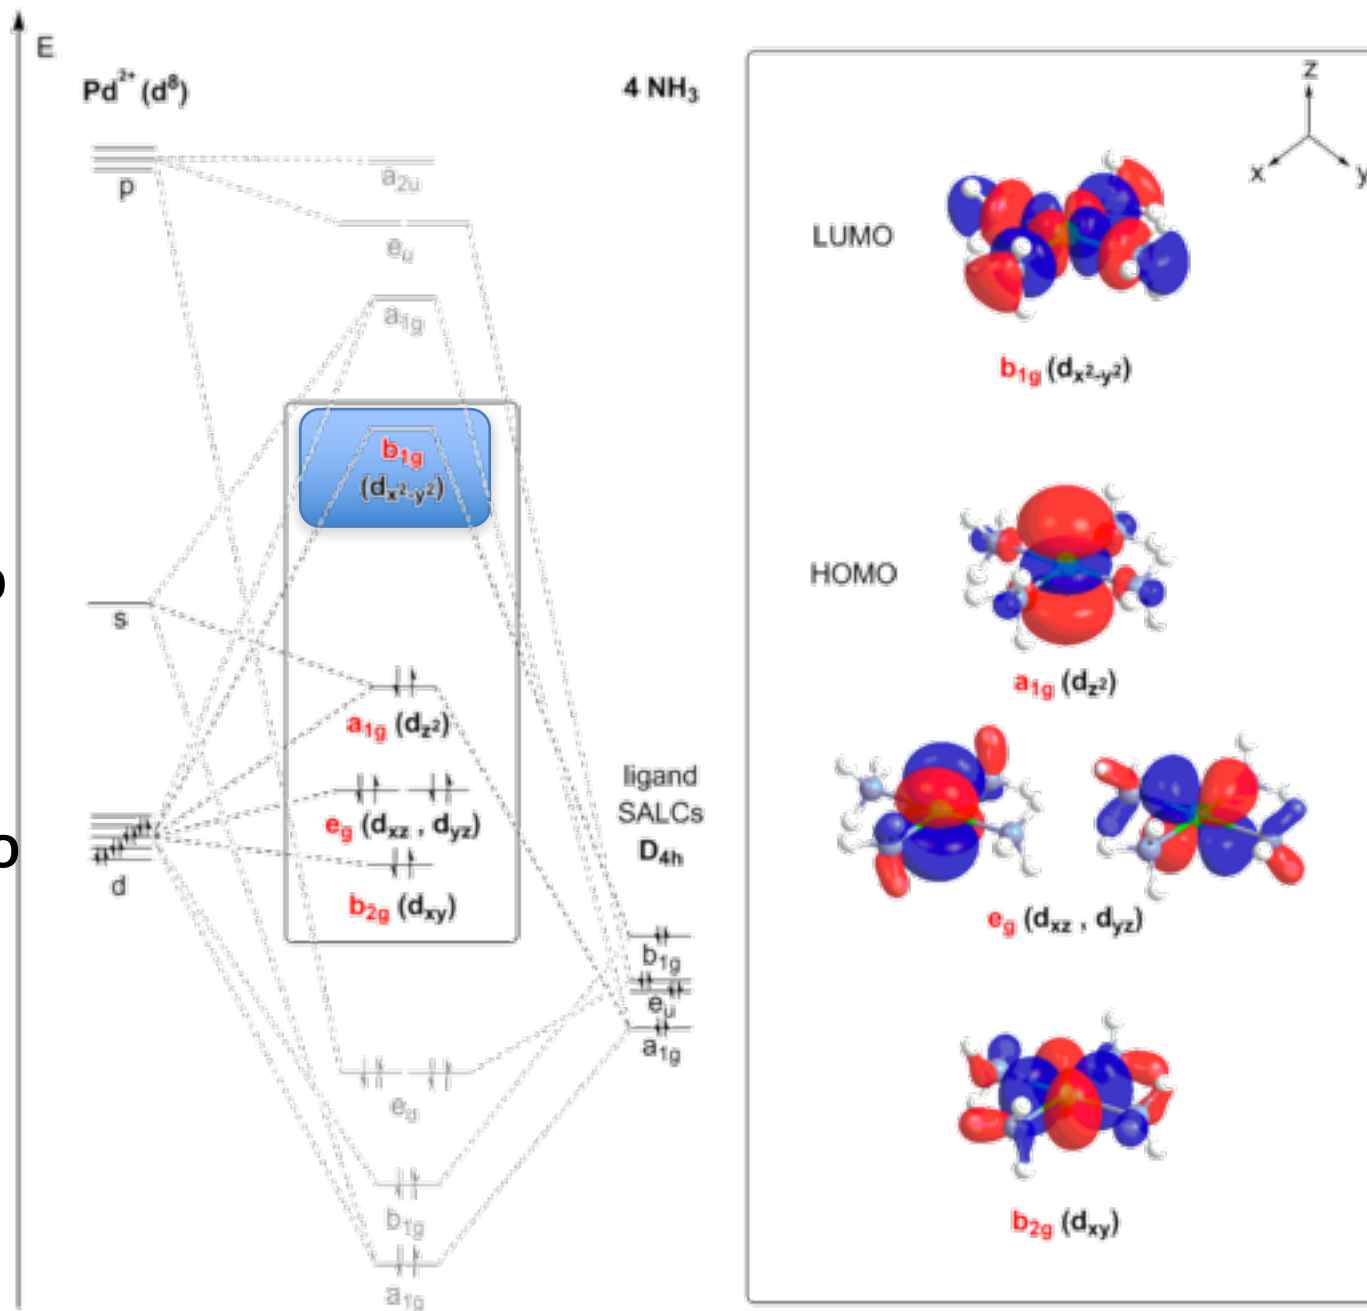 E
Pd²⁺ (d⁸)
4 NH₃
p
a₂ᵤ
eᵤ
a₁g
b₁g
(dx²-y²)
s
a₁g (dz²)
eg (dxz , dyz)
b₂g (dxy)
d
ligand
SALCs
D₄h
b₁g
eᵤ
a₁g
eᵤ
b₁g
a₁g
z
x
y
LUMO
b₁g (dx²-y²)
HOMO
a₁g (dz²)
eg (dxz , dyz)
b₂g (dxy)